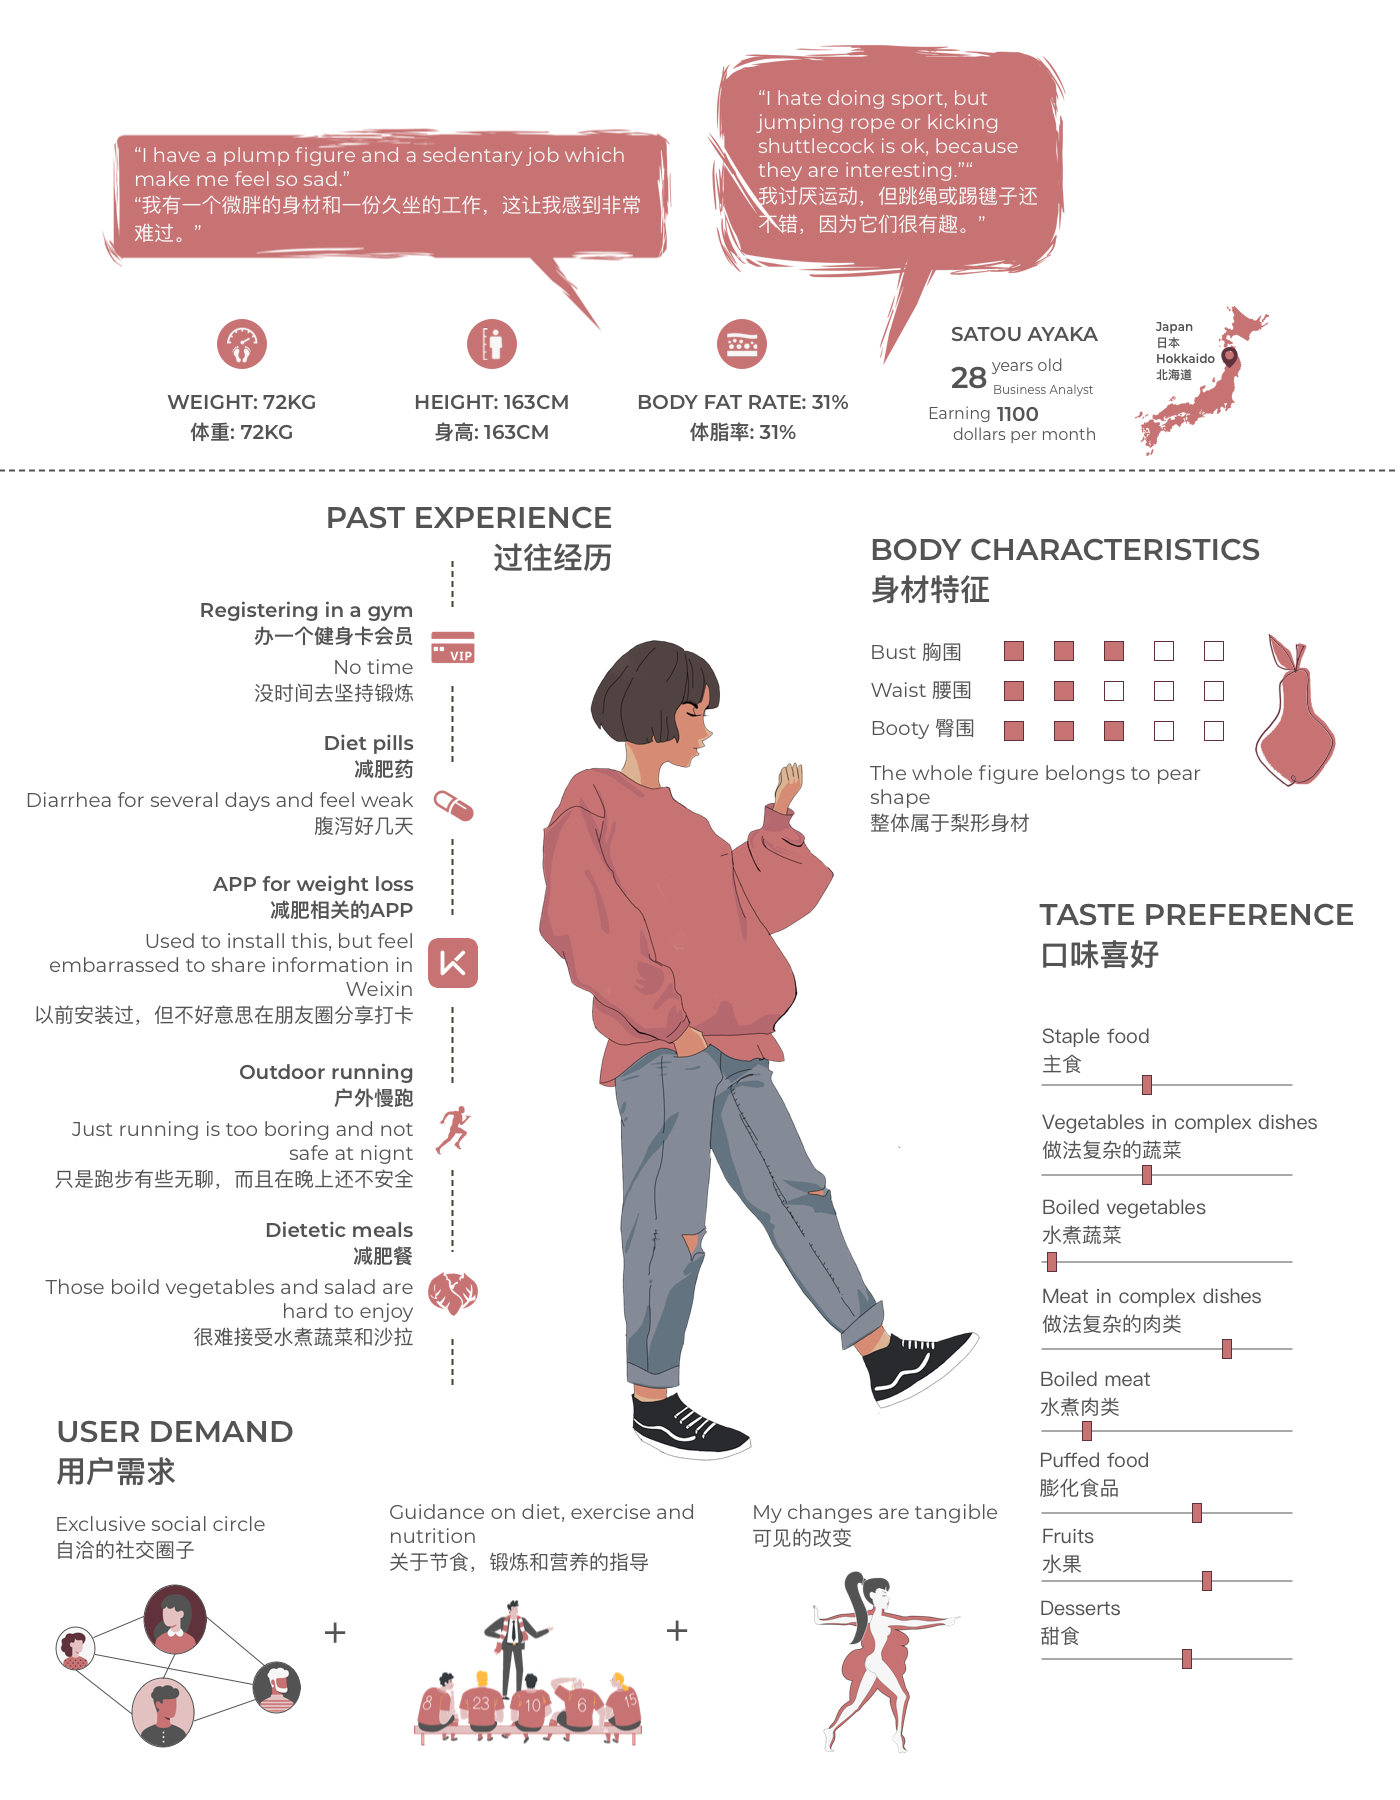 “I have a plump figure and a sedentary job which
make me feel so sad.”
“我有一个微胖的身材和一份久坐的工作，这让我感到非常
难过。”
“I hate doing sport, but
jumping rope or kicking
shuttlecock is ok, because
they are interesting.”“
我讨厌运动，但跳绳或踢毽子还
不错，因为它们很有趣。”
WEIGHT: 72KG
体重: 72KG
HEIGHT: 163CM
身高: 163CM
BODY FAT RATE: 31%
体脂率: 31%
SATOU AYAKA
28 years old
Business Analyst
Earning 1100
dollars per month
Japan
日本
Hokkaido
北海道
PAST EXPERIENCE
过往经历
Registering in a gym
办一个健身卡会员
No time
没时间去坚持锻炼
VIP
Diet pills
减肥药
Diarrhea for several days and feel weak
腹泻好几天
APP for weight loss
减肥相关的APP
Used to install this, but feel
embarrassed to share information in
Weixin
以前安装过，但不好意思在朋友圈分享打卡
K
Outdoor running
户外慢跑
Just running is too boring and not
safe at nignt
只是跑步有些无聊，而且在晚上还不安全
Dietetic meals
减肥餐
Those boild vegetables and salad are
hard to enjoy
很难接受水煮蔬菜和沙拉
BODY CHARACTERISTICS
身材特征
Bust 胸围
Waist 腰围
Booty 臀围
The whole figure belongs to pear
shape
整体属于梨形身材
TASTE PREFERENCE
口味喜好
Staple food
主食
Vegetables in complex dishes
做法复杂的蔬菜
Boiled vegetables
水煮蔬菜
Meat in complex dishes
做法复杂的肉类
Boiled meat
水煮肉类
Puffed food
膨化食品
Fruits
水果
Desserts
甜食
USER DEMAND
用户需求
Exclusive social circle
自洽的社交圈子
+
Guidance on diet, exercise and
nutrition
关于节食，锻炼和营养的指导
8 23 10 6 15
+
My changes are tangible
可见的改变